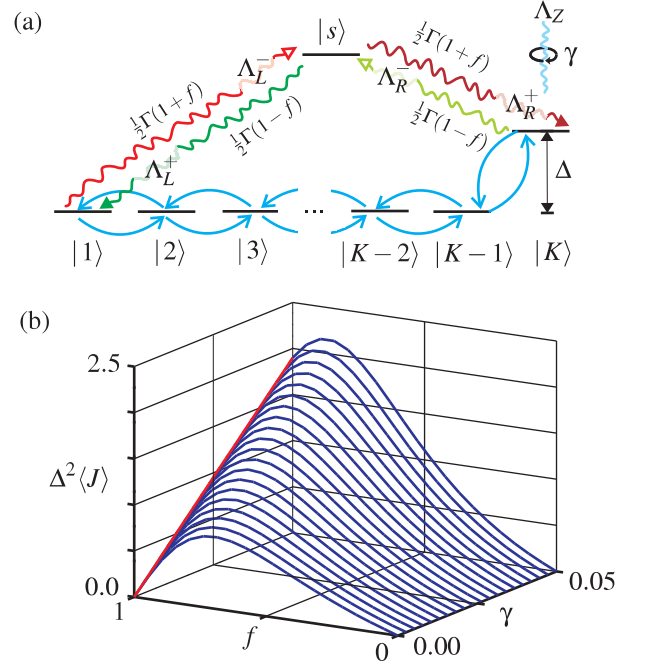 (a)
|s⟩
Λ_Z
γ
½Γ(1+f)
Λ_L^−
½Γ(1−f)
Λ_L^+
½Γ(1+f)
Λ_R^−
Λ_R^+
½Γ(1−f)
Δ
...
|1⟩ |2⟩ |3⟩ |K−2⟩ |K−1⟩ |K⟩
(b)
2.5
Δ²⟨J⟩
0.0
1
f
0
0.00
γ
0.05